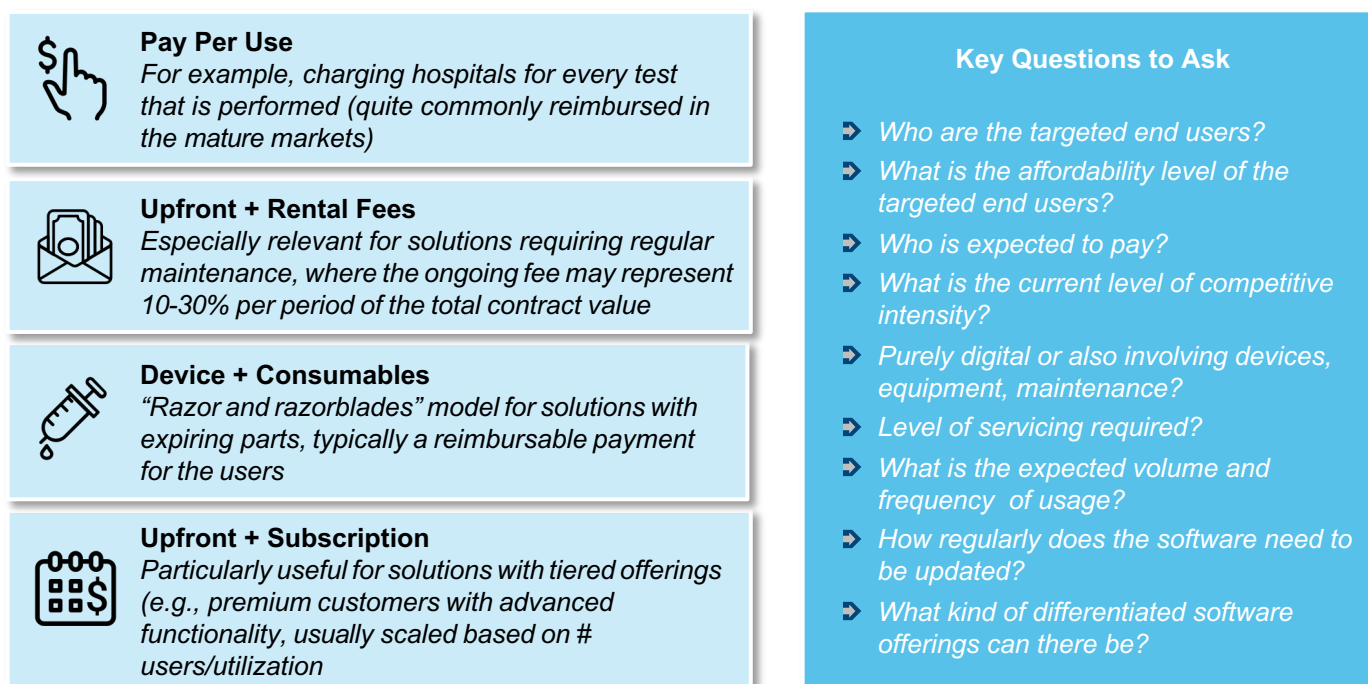 Pay Per Use
For example, charging hospitals for every test
that is performed (quite commonly reimbursed in
the mature markets)
Upfront + Rental Fees
Especially relevant for solutions requiring regular
maintenance, where the ongoing fee may represent
10-30% per period of the total contract value
Device + Consumables
“Razor and razorblades” model for solutions with
expiring parts, typically a reimbursable payment
for the users
Upfront + Subscription
Particularly useful for solutions with tiered offerings
(e.g., premium customers with advanced
functionality, usually scaled based on #
users/utilization
Key Questions to Ask
Who are the targeted end users?
What is the affordability level of the
targeted end users?
Who is expected to pay?
What is the current level of competitive
intensity?
Purely digital or also involving devices,
equipment, maintenance?
Level of servicing required?
What is the expected volume and
frequency of usage?
How regularly does the software need to
be updated?
What kind of differentiated software
offerings can there be?